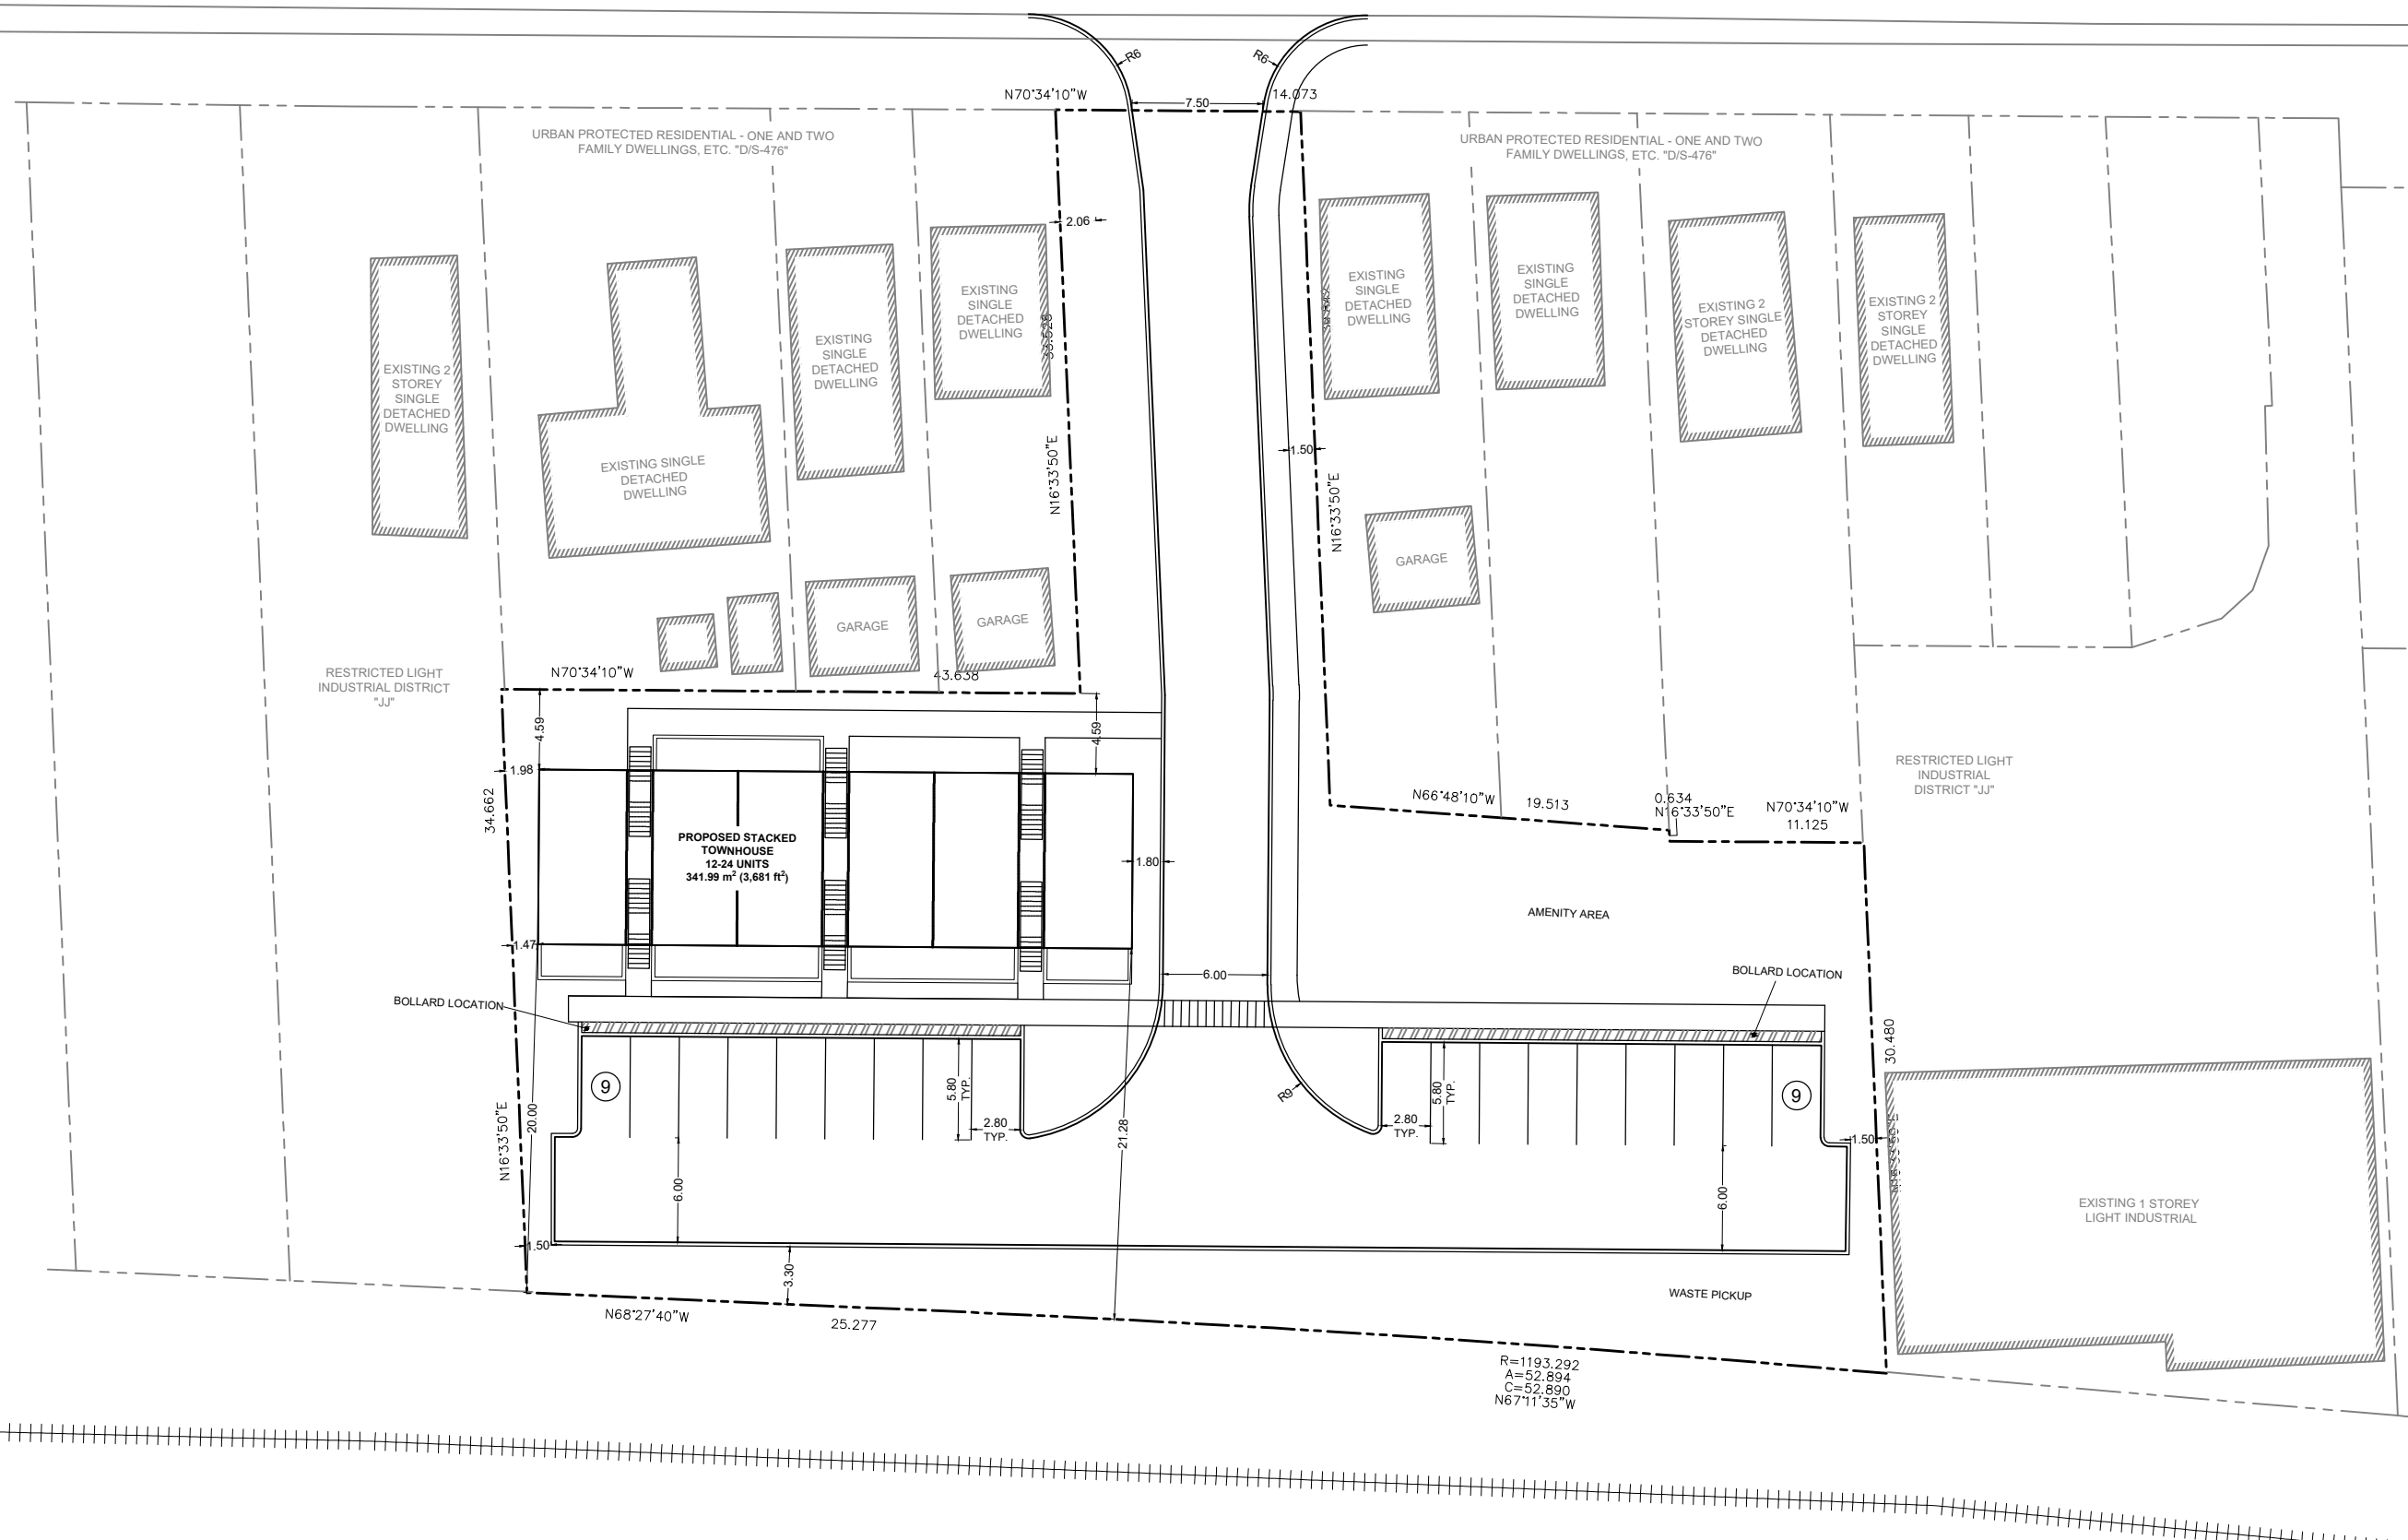 R6
R6
N70°34'10"W
7.50
14.073
URBAN PROTECTED RESIDENTIAL - ONE AND TWO
FAMILY DWELLINGS, ETC. "D/S-476"
URBAN PROTECTED RESIDENTIAL - ONE AND TWO
FAMILY DWELLINGS, ETC. "D/S-476"
2.06
EXISTING 2
STOREY
SINGLE
DETACHED
DWELLING
EXISTING SINGLE
DETACHED
DWELLING
EXISTING
SINGLE
DETACHED
DWELLING
EXISTING
SINGLE
DETACHED
DWELLING
33.528
N16°33'50"E
EXISTING
SINGLE
DETACHED
DWELLING
EXISTING
SINGLE
DETACHED
DWELLING
EXISTING 2
STOREY SINGLE
DETACHED
DWELLING
EXISTING 2
STOREY
SINGLE
DETACHED
DWELLING
1.50
N16°33'50"E
GARAGE
GARAGE
GARAGE
RESTRICTED LIGHT
INDUSTRIAL DISTRICT
"JJ"
N70°34'10"W
43.638
4.59
4.59
1.98
34.662
PROPOSED STACKED
TOWNHOUSE
12-24 UNITS
341.99 m² (3,681 ft²)
1.80
N66°48'10"W
19.513
0.634
N16°33'50"E
N70°34'10"W
11.125
RESTRICTED LIGHT
INDUSTRIAL
DISTRICT "JJ"
AMENITY AREA
1.47
6.00
BOLLARD LOCATION
BOLLARD LOCATION
30.480
9
5.80
TYP.
2.80
TYP.
R9
2.80
TYP.
5.80
TYP.
9
N16°33'50"E
20.00
21.28
1.50
6.00
6.00
1.50
3.30
EXISTING 1 STOREY
LIGHT INDUSTRIAL
WASTE PICKUP
N68°27'40"W
25.277
R=1193.292
A=52.894
C=52.890
N67°11'35"W